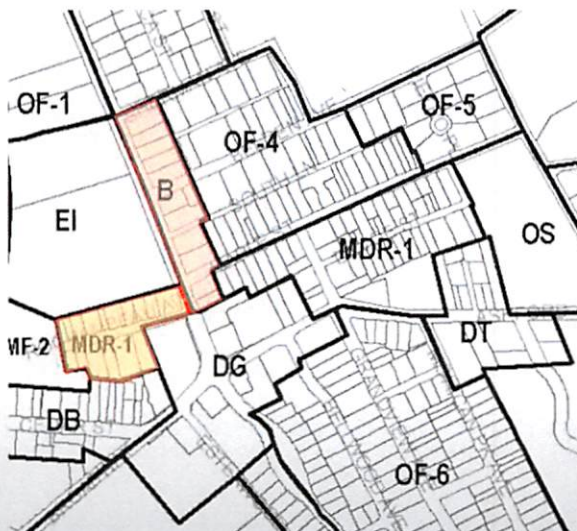 OF-1
OF-5
OF-4
B
EI
OS
MDR-1
MF-2
MDR-1
DT
DG
DB
OF-6